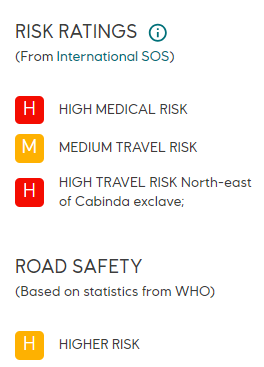 RISK RATINGS
(From International SOS)
H HIGH MEDICAL RISK
M MEDIUM TRAVEL RISK
H HIGH TRAVEL RISK North-east
of Cabinda exclave;
ROAD SAFETY
(Based on statistics from WHO)
H HIGHER RISK